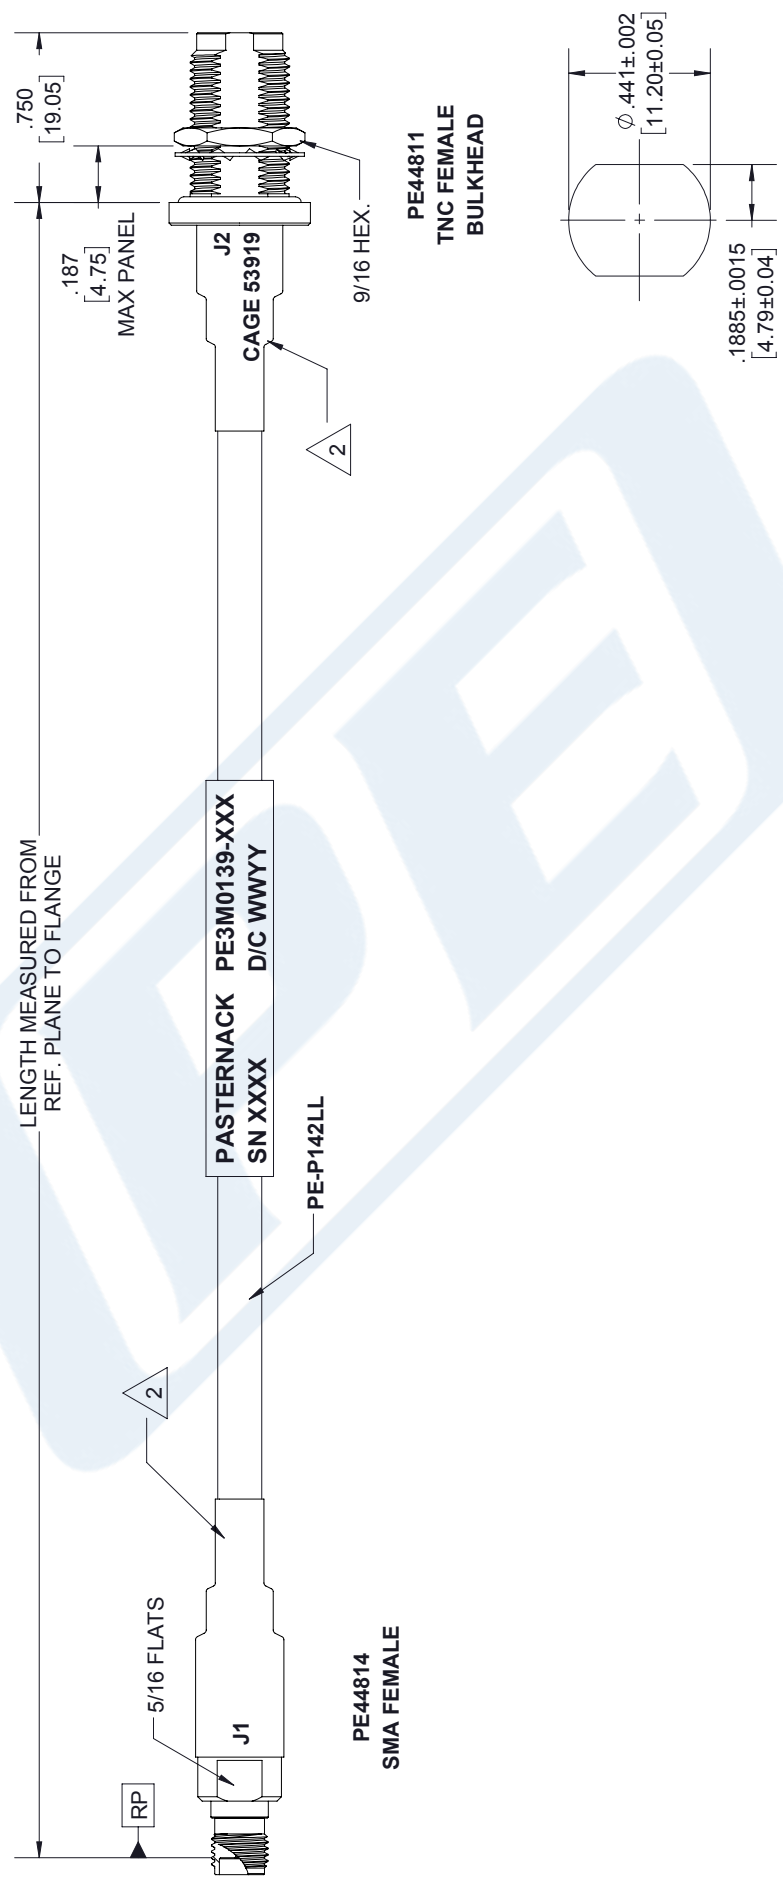 LENGTH MEASURED FROM
REF. PLANE TO FLANGE
.750
[19.05]
.187
[4.75]
MAX PANEL
RP
5/16 FLATS
2
2
J1
PASTERNACK PE3M0139-XXX
SN XXXX D/C WWYY
J2
CAGE 53919
PE-P142LL
9/16 HEX.
PE44814
SMA FEMALE
PE44811
TNC FEMALE
BULKHEAD
∅.441±.002
[11.20±0.05]
.1885±.0015
[4.79±0.04]
PE